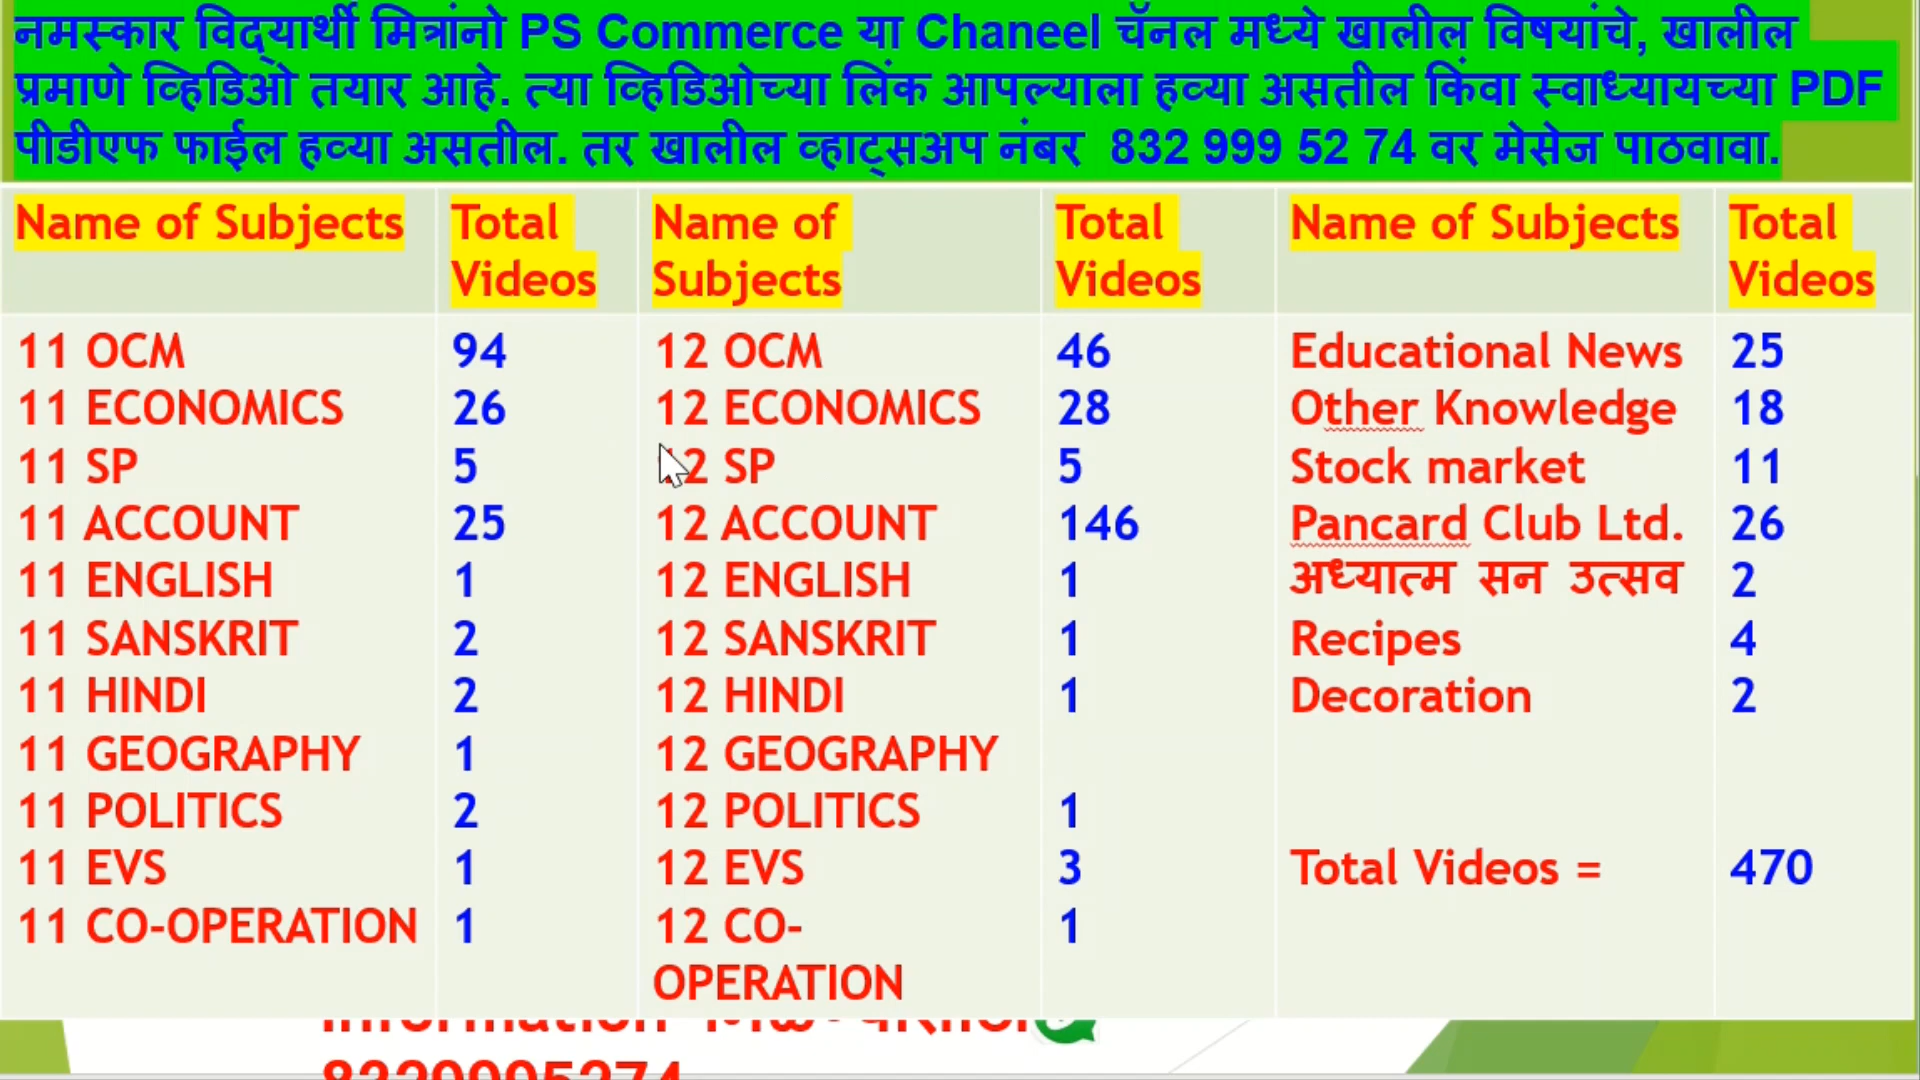 नमस्कार विद्यार्थी मित्रांनो PS Commerce या Chaneel चॅनल मध्ये खालील विषयांचे, खालील
प्रमाणे व्हिडिओ तयार आहे. त्या व्हिडिओच्या लिंक आपल्याला हव्या असतील किंवा स्वाध्यायच्या PDF
पीडीएफ फाईल हव्या असतील. तर खालील व्हाट्सअप नंबर 832 999 52 74 वर मेसेज पाठवावा.
Name of Subjects Total Videos Name of Subjects Total Videos Name of Subjects Total Videos
11 OCM 94 12 OCM 46 Educational News 25
11 ECONOMICS 26 12 ECONOMICS 28 Other Knowledge 18
11 SP 5 12 SP 5 Stock market 11
11 ACCOUNT 25 12 ACCOUNT 146 Pancard Club Ltd. 26
11 ENGLISH 1 12 ENGLISH 1 अध्यात्म सन उत्सव 2
11 SANSKRIT 2 12 SANSKRIT 1 Recipes 4
11 HINDI 2 12 HINDI 1 Decoration 2
11 GEOGRAPHY 1 12 GEOGRAPHY
11 POLITICS 2 12 POLITICS 1
11 EVS 1 12 EVS 3 Total Videos = 470
11 CO-OPERATION 1 12 CO- 1
OPERATION
Information
8329995274